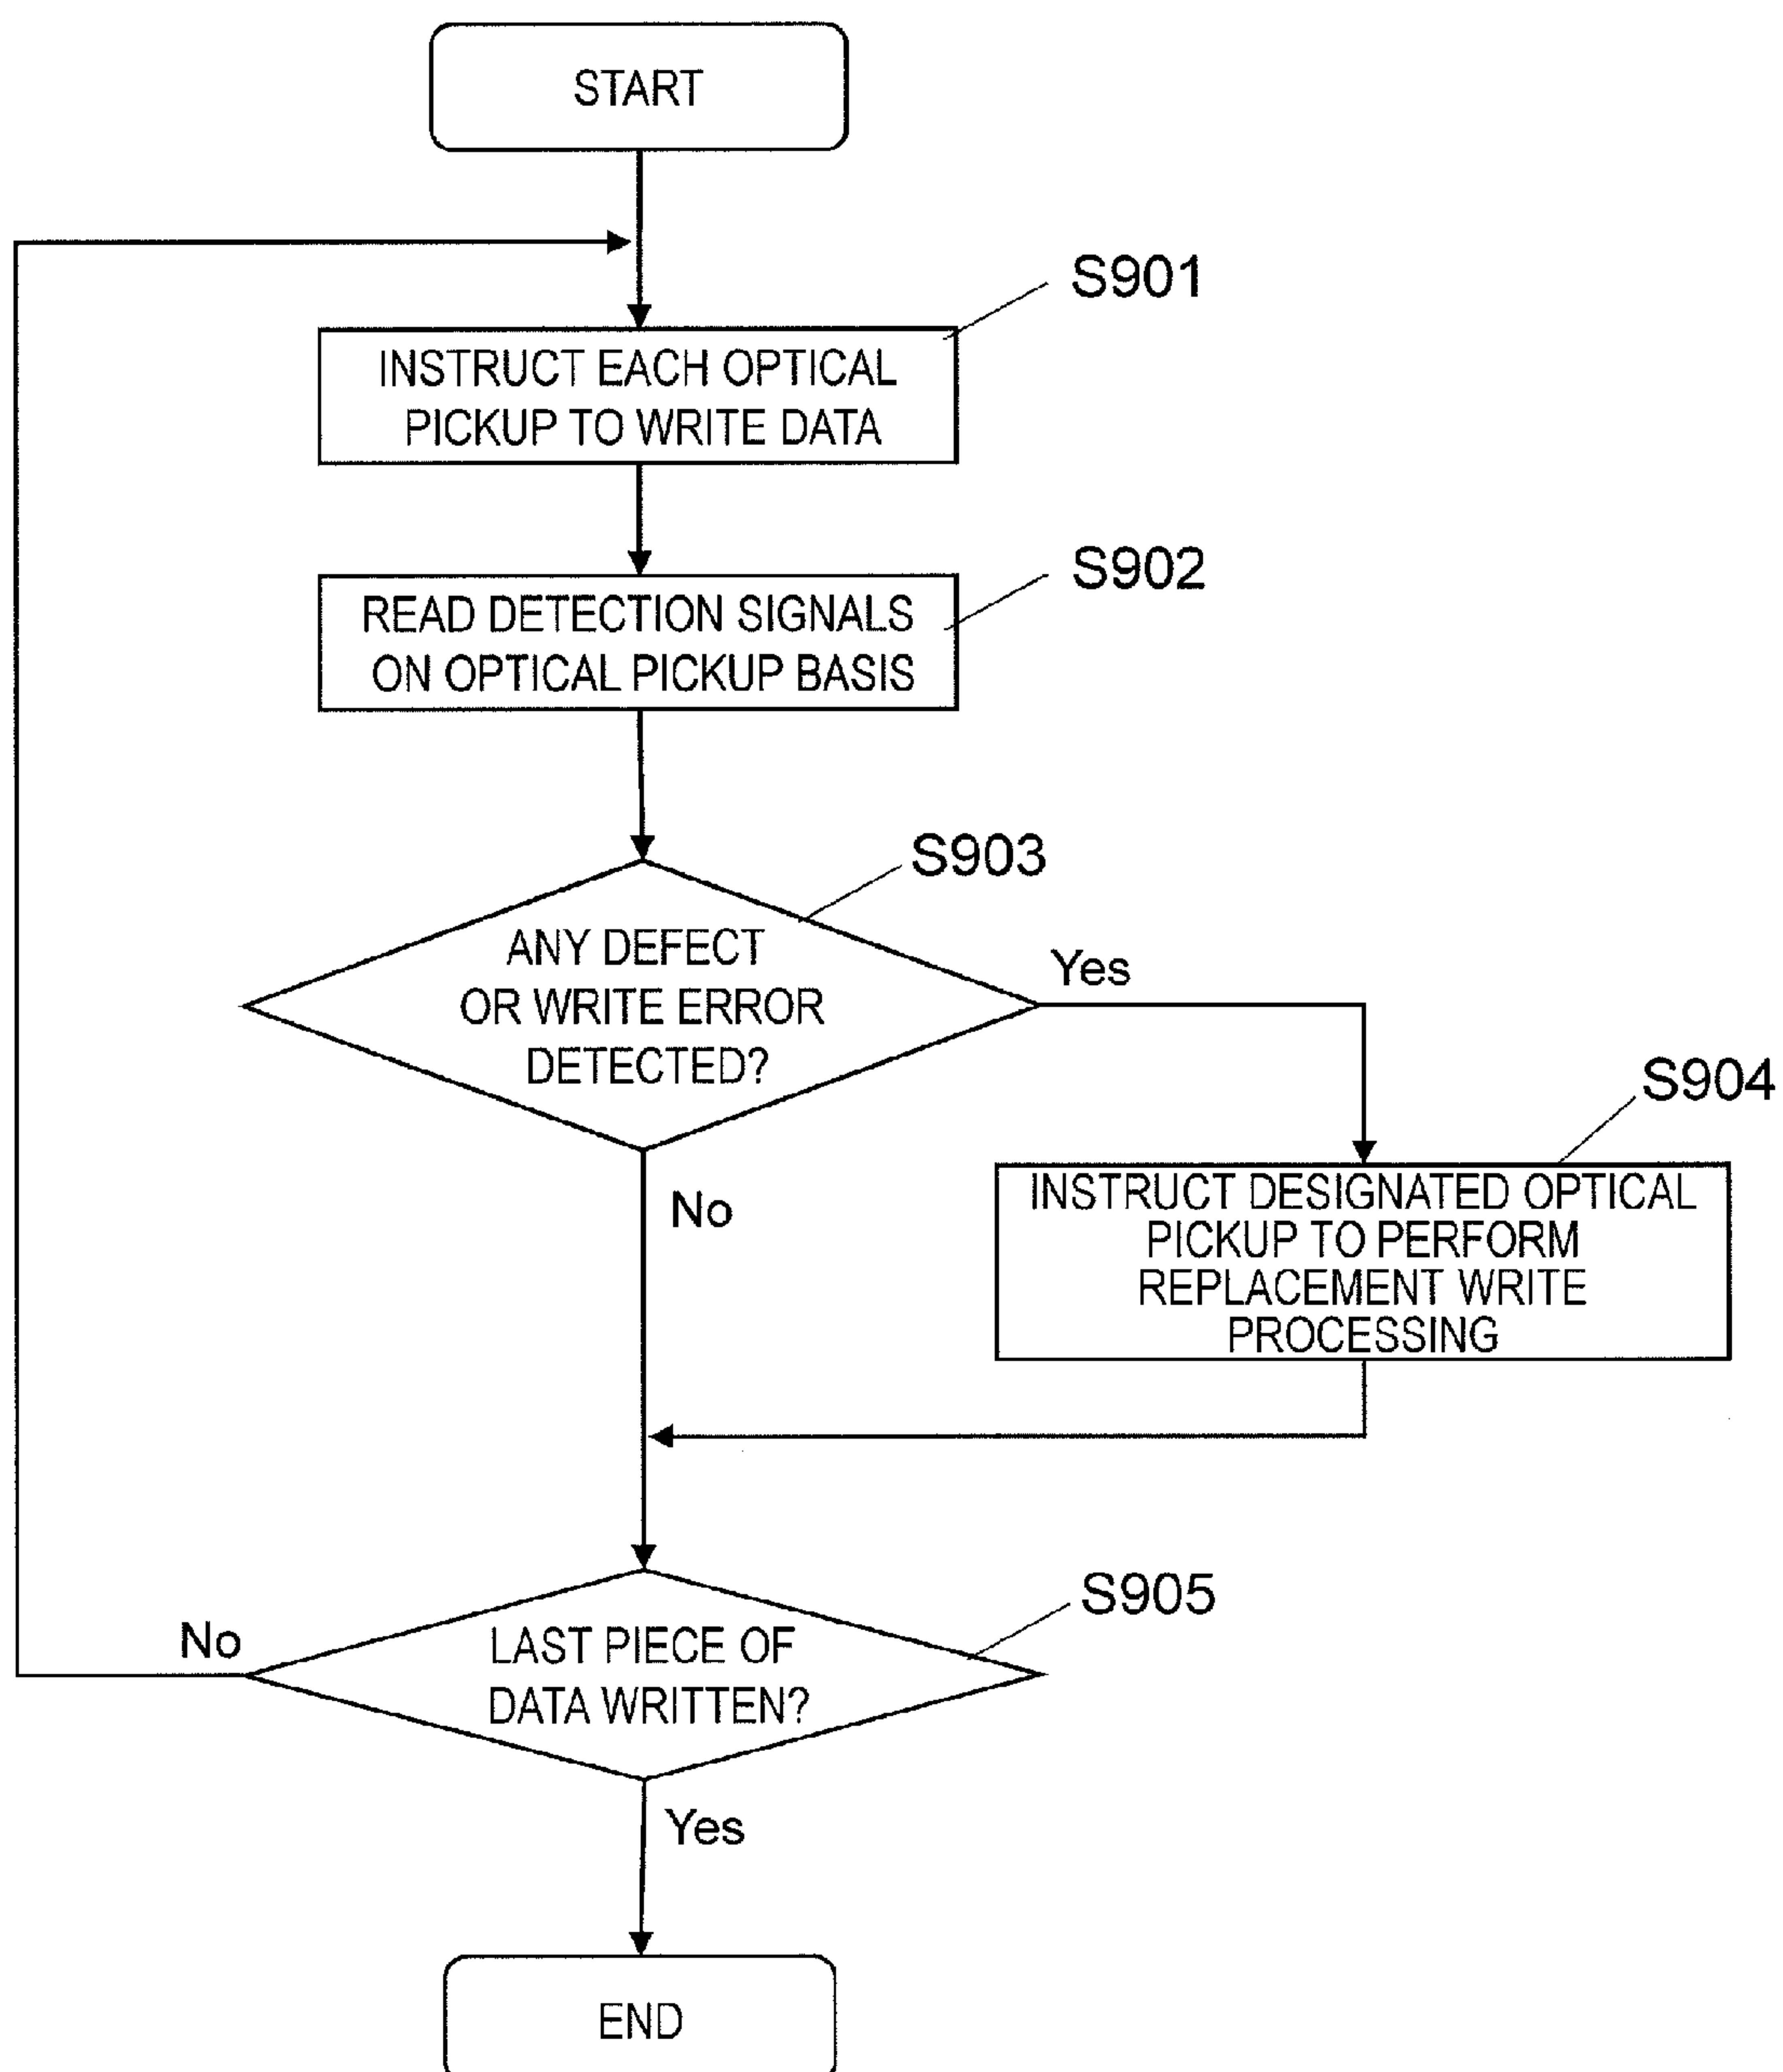 START
S901
INSTRUCT EACH OPTICAL
PICKUP TO WRITE DATA
S902
READ DETECTION SIGNALS
ON OPTICAL PICKUP BASIS
S903
ANY DEFECT
OR WRITE ERROR
DETECTED?
Yes
No
S904
INSTRUCT DESIGNATED OPTICAL
PICKUP TO PERFORM
REPLACEMENT WRITE
PROCESSING
S905
LAST PIECE OF
DATA WRITTEN?
No
Yes
END